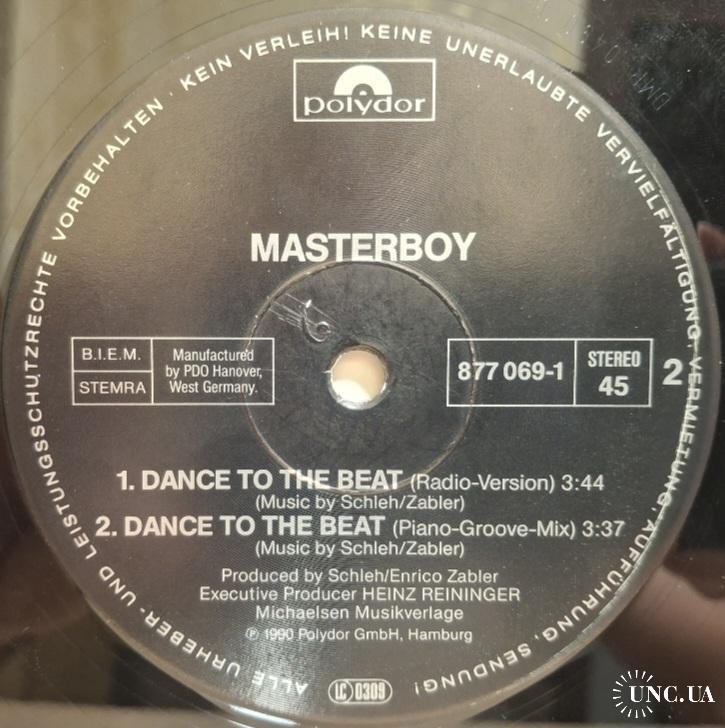 ALLE URHEBER- UND LEISTUNGSSCHUTZRECHTE VORBEHALTEN · KEIN VERLEIH! KEINE UNERLAUBTE VERVIELFÄLTIGUNG, VERMIETUNG, AUFFÜHRUNG, SENDUNG!
polydor
MASTERBOY
B.I.E.M.
STEMRA
Manufactured
by PDO Hanover,
West Germany.
877 069-1
STEREO
45
2
1. DANCE TO THE BEAT (Radio-Version) 3:44
(Music by Schleh/Zabler)
2. DANCE TO THE BEAT (Piano-Groove-Mix) 3:37
(Music by Schleh/Zabler)
Produced by Schleh/Enrico Zabler
Executive Producer HEINZ REININGER
Michaelsen Musikverlage
℗ 1990 Polydor GmbH, Hamburg
LC 0309
UNC.UA